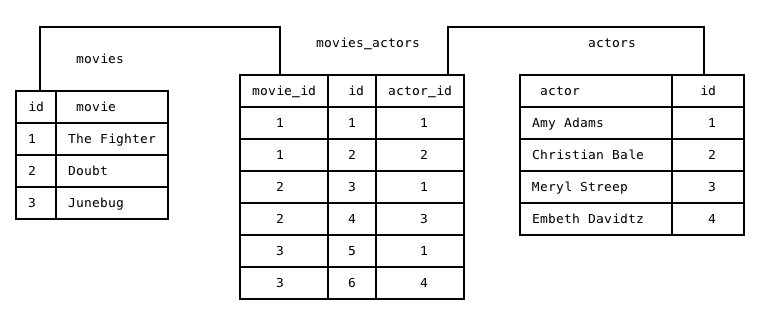 movies
id movie
1 The Fighter
2 Doubt
3 Junebug
movies_actors
movie_id id actor_id
1 1 1
1 2 2
2 3 1
2 4 3
3 5 1
3 6 4
actors
actor id
Amy Adams 1
Christian Bale 2
Meryl Streep 3
Embeth Davidtz 4